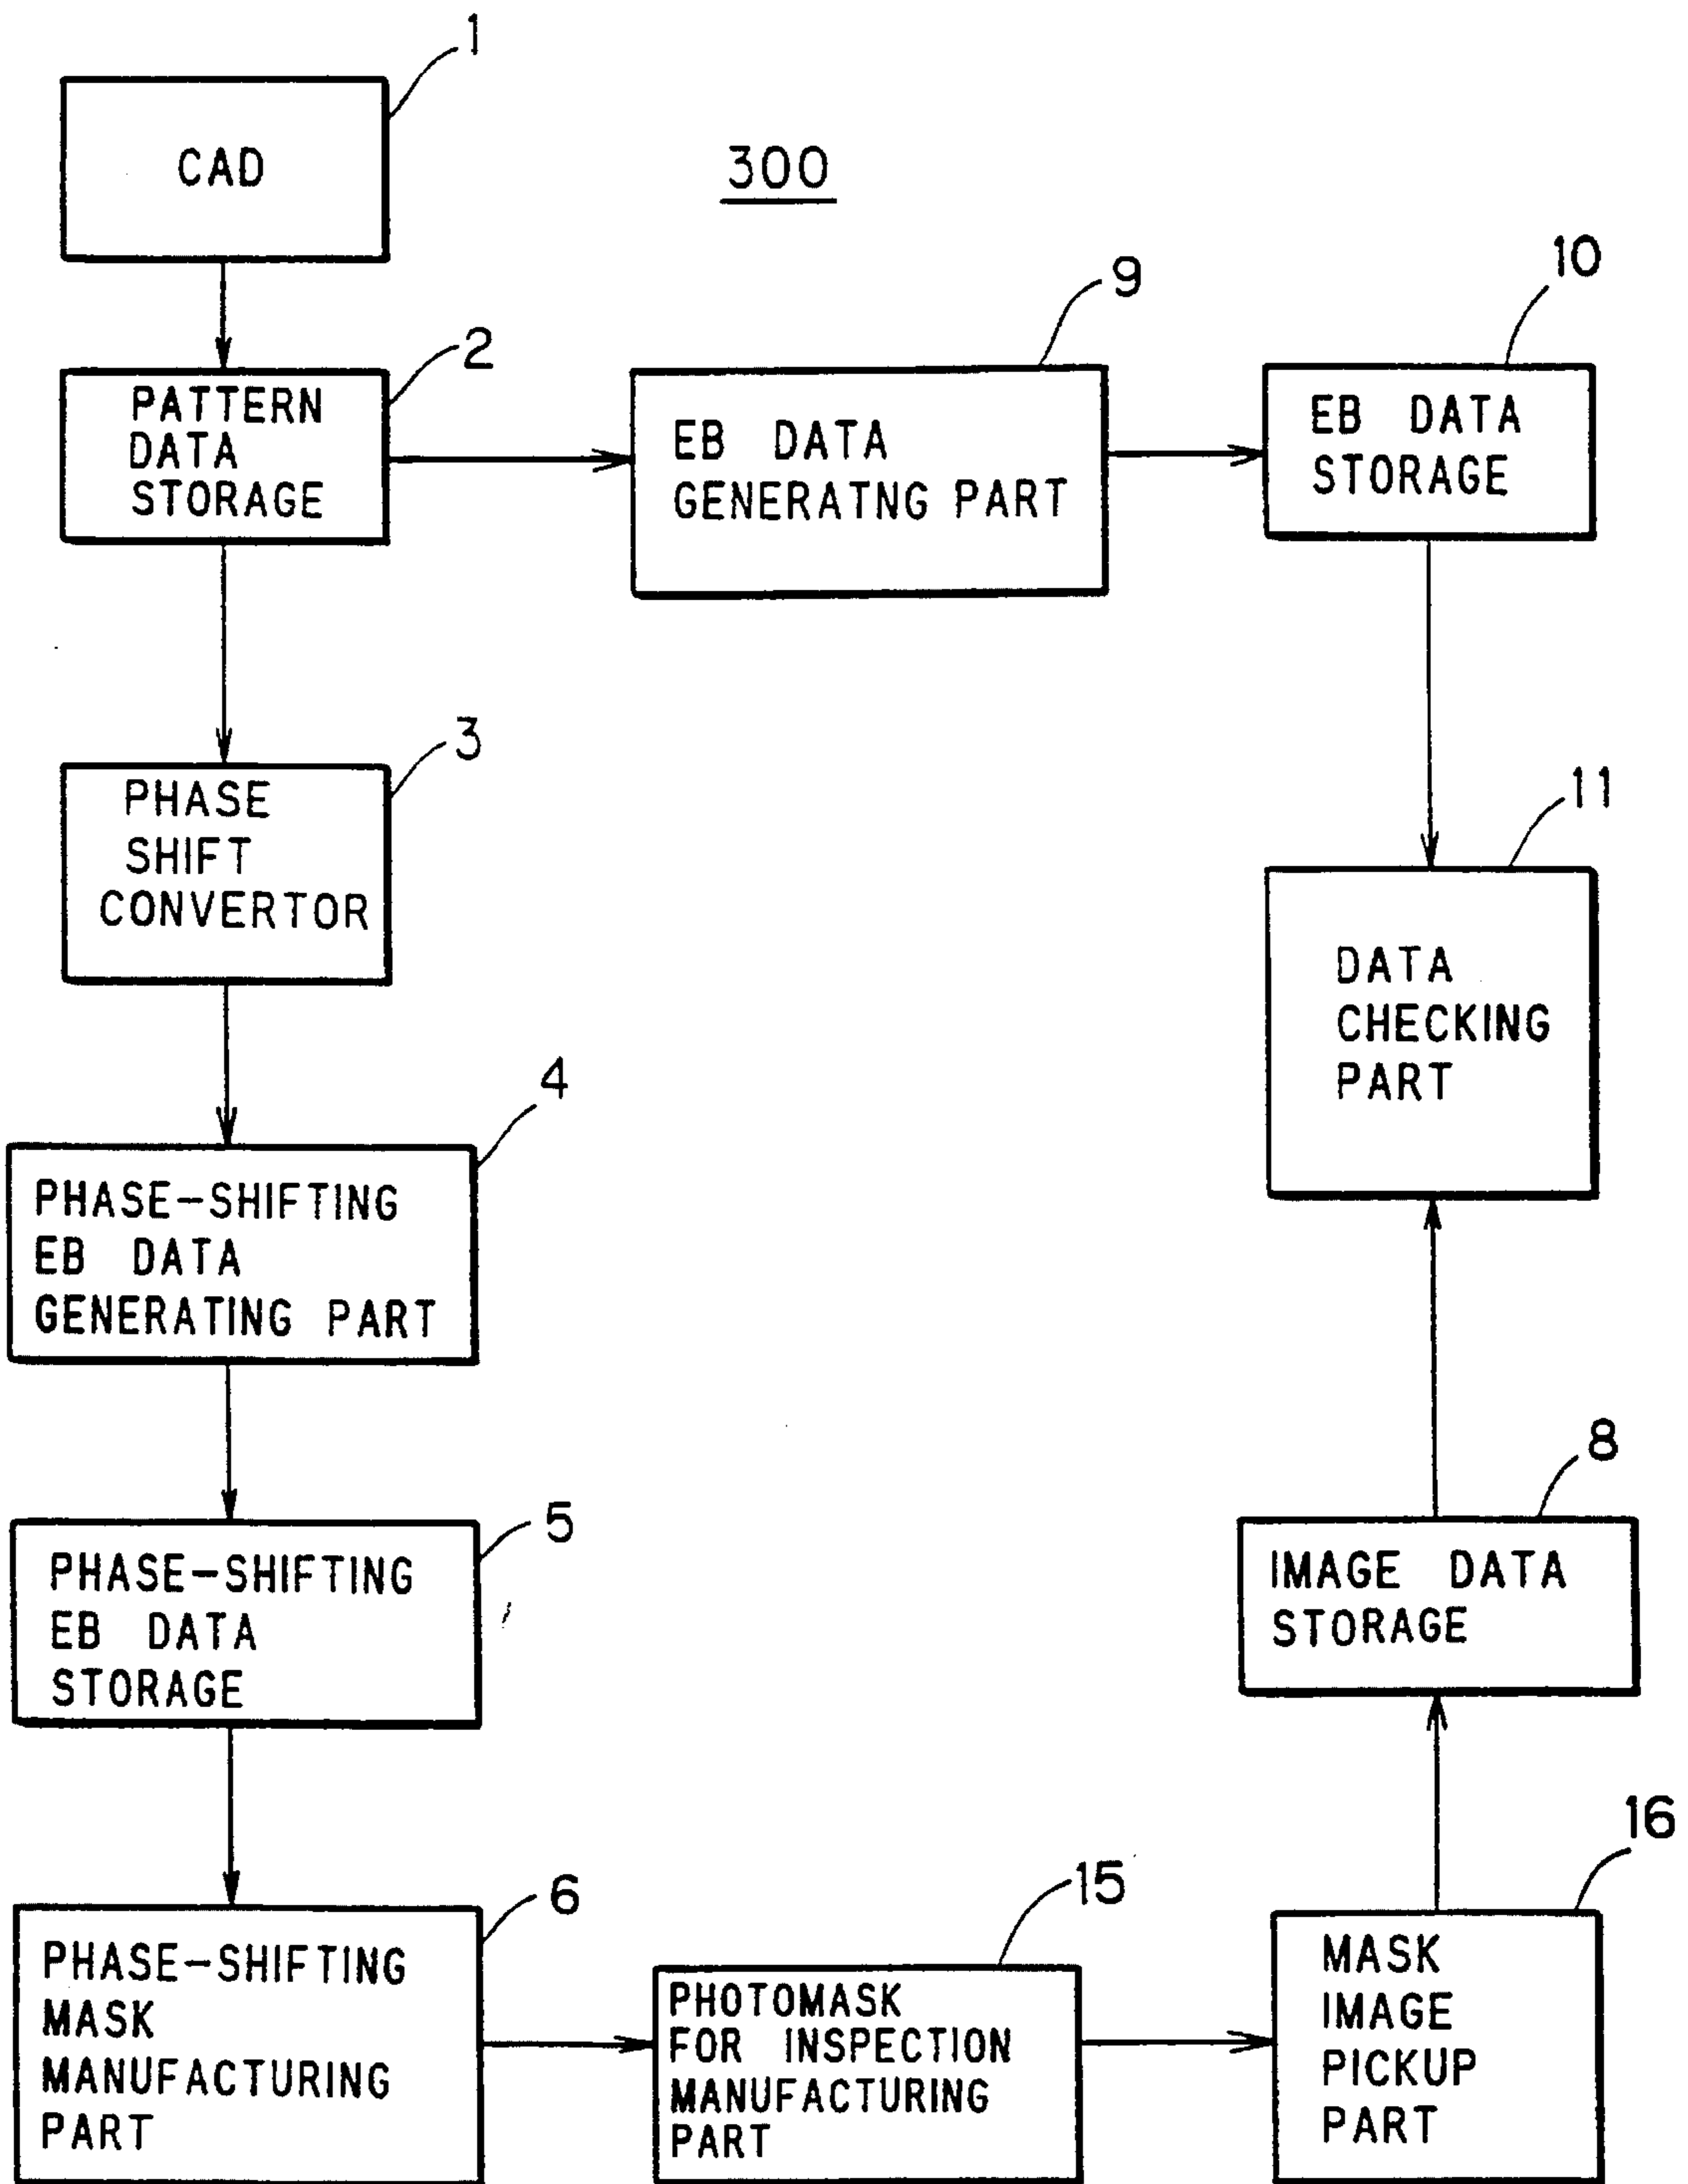 1
CAD
300
2
PATTERN
DATA
STORAGE
9
EB DATA
GENERATNG PART
10
EB DATA
STORAGE
3
PHASE
SHIFT
CONVERTOR
11
DATA
CHECKING
PART
4
PHASE-SHIFTING
EB DATA
GENERATING PART
5
PHASE-SHIFTING
EB DATA
STORAGE
8
IMAGE DATA
STORAGE
6
PHASE-SHIFTING
MASK
MANUFACTURING
PART
15
PHOTOMASK
FOR INSPECTION
MANUFACTURING
PART
16
MASK
IMAGE
PICKUP
PART